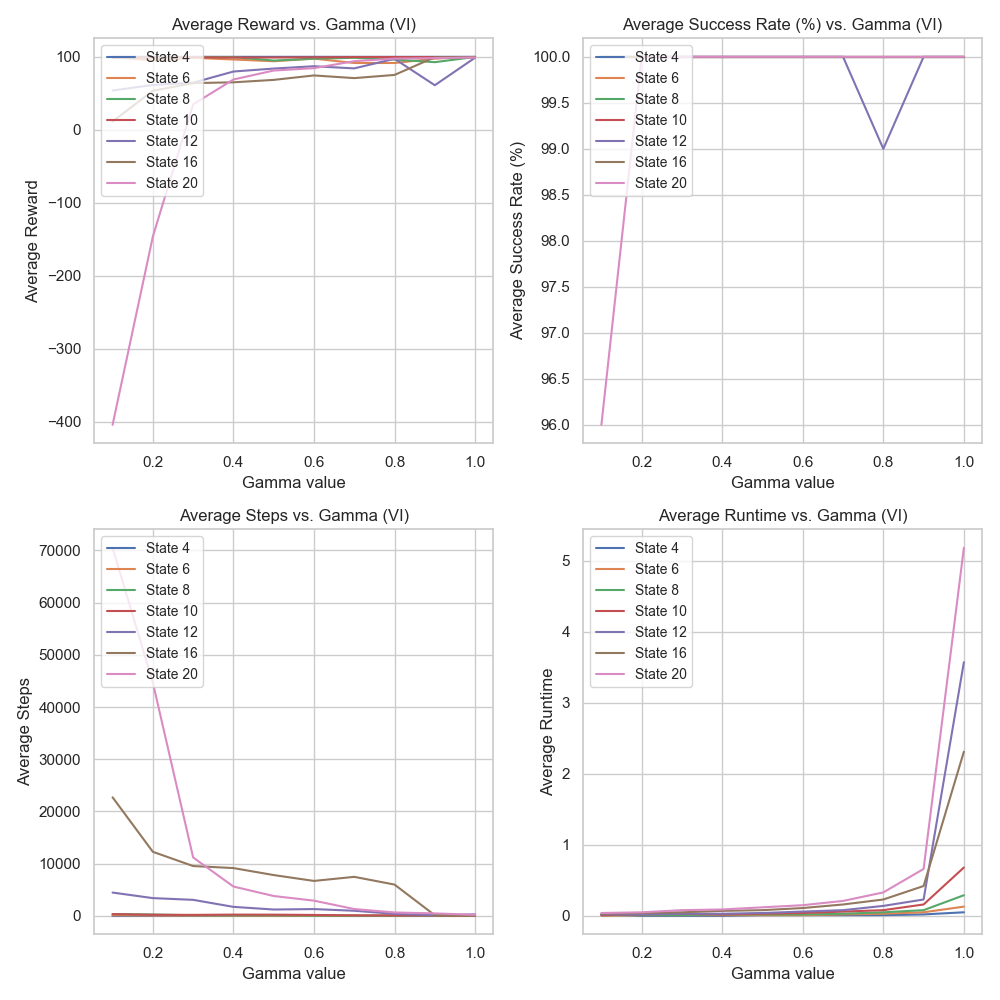 Average Reward vs. Gamma (VI)
100
0
−100
−200
−300
−400
Average Reward
State 4
State 6
State 8
State 10
State 12
State 16
State 20
0.2 0.4 0.6 0.8 1.0
Gamma value
Average Success Rate (%) vs. Gamma (VI)
100.0
99.5
99.0
98.5
98.0
97.5
97.0
96.5
96.0
Average Success Rate (%)
State 4
State 6
State 8
State 10
State 12
State 16
State 20
0.2 0.4 0.6 0.8 1.0
Gamma value
Average Steps vs. Gamma (VI)
70000
60000
50000
40000
30000
20000
10000
0
Average Steps
State 4
State 6
State 8
State 10
State 12
State 16
State 20
0.2 0.4 0.6 0.8 1.0
Gamma value
Average Runtime vs. Gamma (VI)
5
4
3
2
1
0
Average Runtime
State 4
State 6
State 8
State 10
State 12
State 16
State 20
0.2 0.4 0.6 0.8 1.0
Gamma value